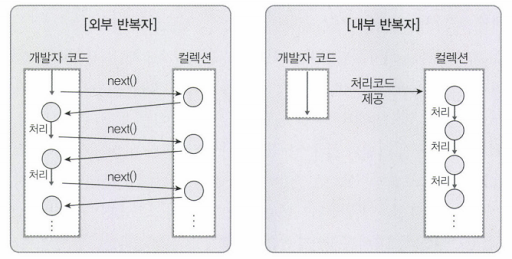 [외부 반복자]
개발자 코드
컬렉션
next()
처리
next()
처리
next()
[내부 반복자]
개발자 코드
컬렉션
처리코드
제공
처리
처리
처리